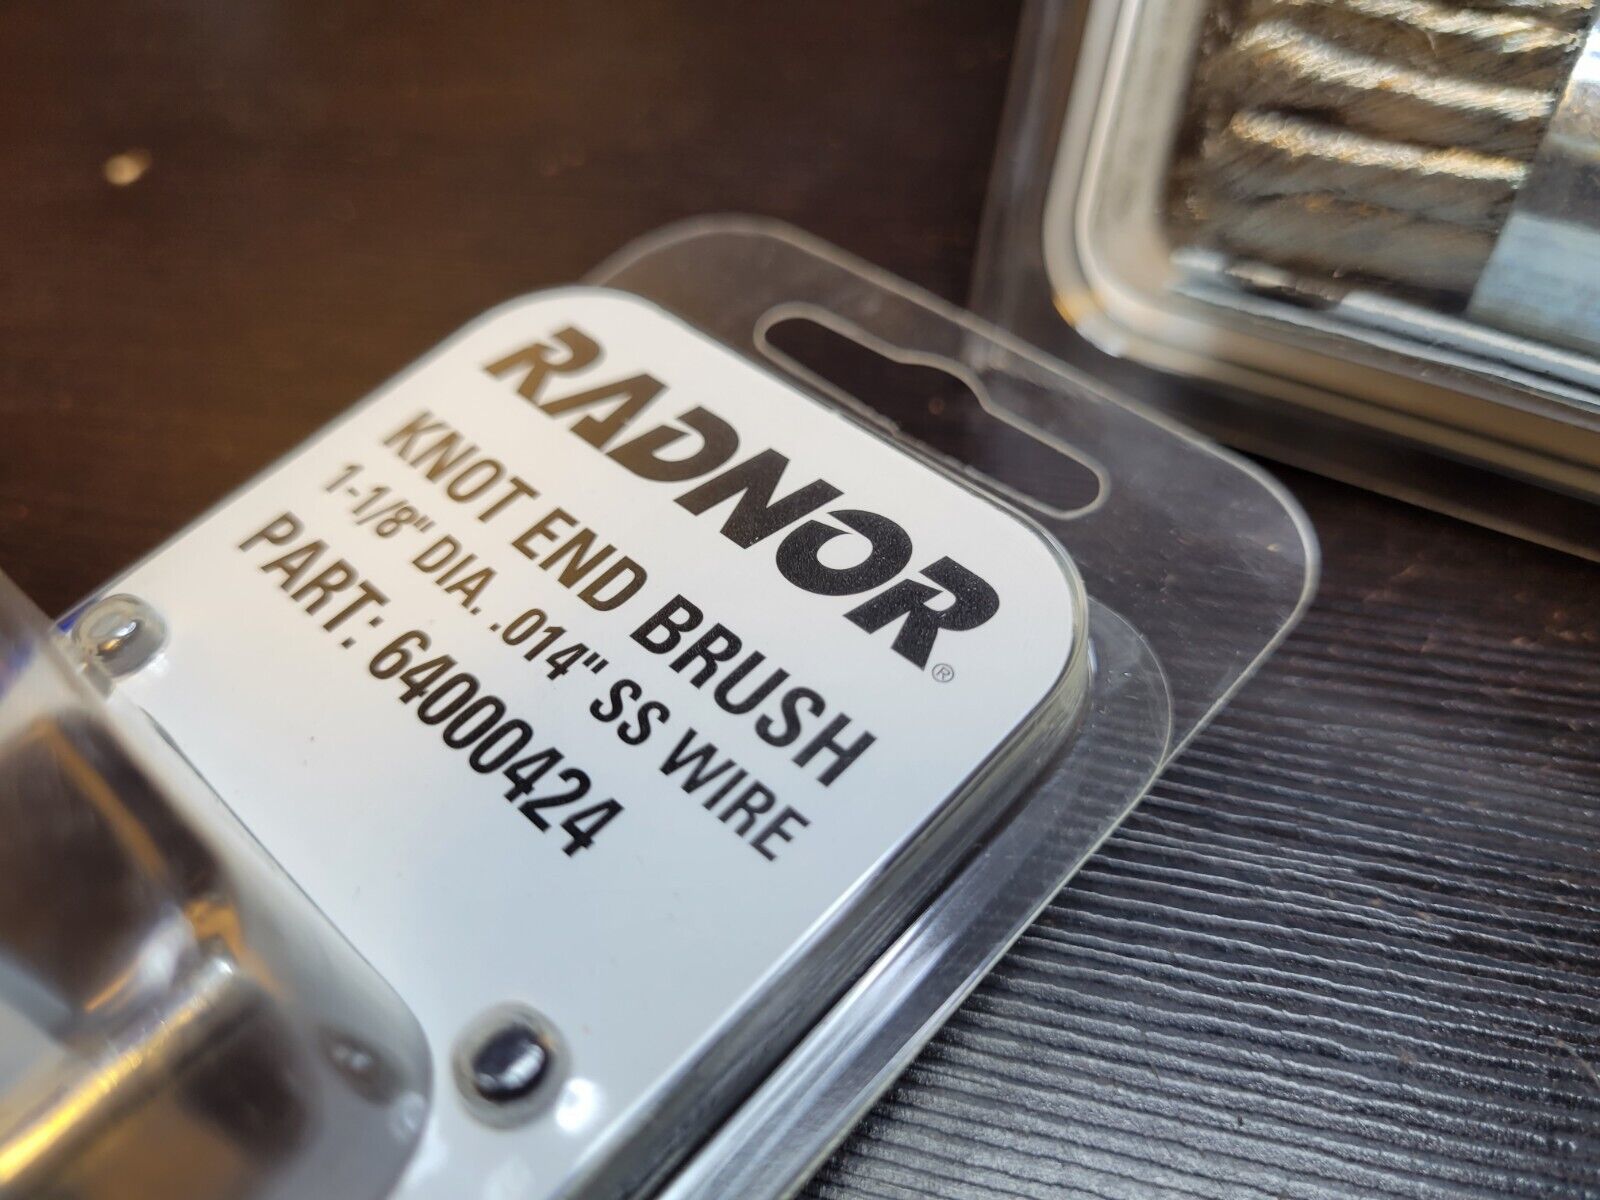 RADNOR®
KNOT END BRUSH
1-1/8" DIA. .014" SS WIRE
PART: 64000424